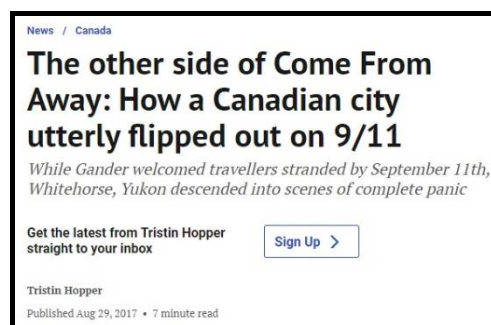 News / Canada
The other side of Come From
Away: How a Canadian city
utterly flipped out on 9/11
While Gander welcomed travellers stranded by September 11th,
Whitehorse, Yukon descended into scenes of complete panic
Get the latest from Tristin Hopper
straight to your inbox
Sign Up >
Tristin Hopper
Published Aug 29, 2017 • 7 minute read